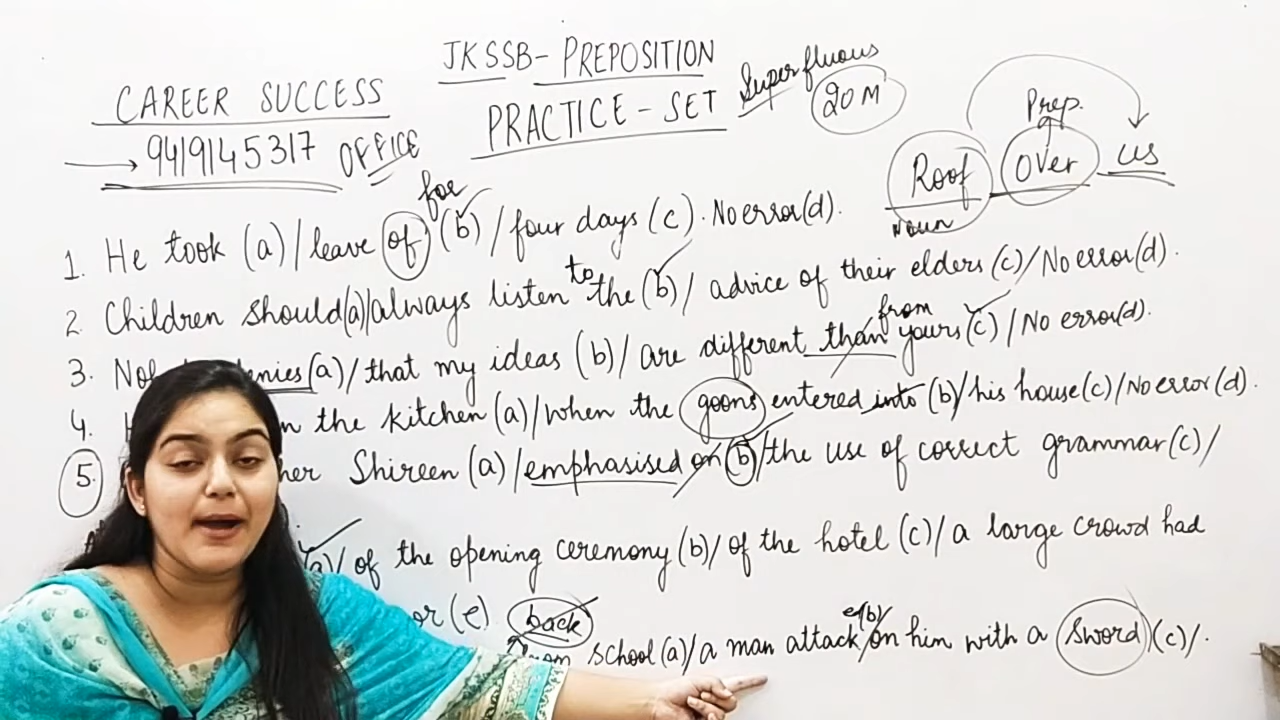 JKSSB- PREPOSITION
PRACTICE - SET
Superfluous
20 M
CAREER SUCCESS
9419145317 OFFICE
Prep.
Roof Over us
Noun
for
1. He took (a)/leave of (b)/four days (c). No error(d).
to
2. Children should(a)/always listen the (b)/ advice of their elders (c)/No error(d).
from
3. denies(a)/that my ideas (b)/ are different than yours (c)/No error(d).
4. the kitchen (a)/when the goons entered into (b)/his house(c)/No error(d).
5. Shireen (a)/emphasised on (b)/the use of correct grammar(c)/
(a)/of the opening ceremony(b)/of the hotel (c)/a large crowd had
or(e) back
e(b)/
from school(a)/a man attack on him with a sword (c)/.